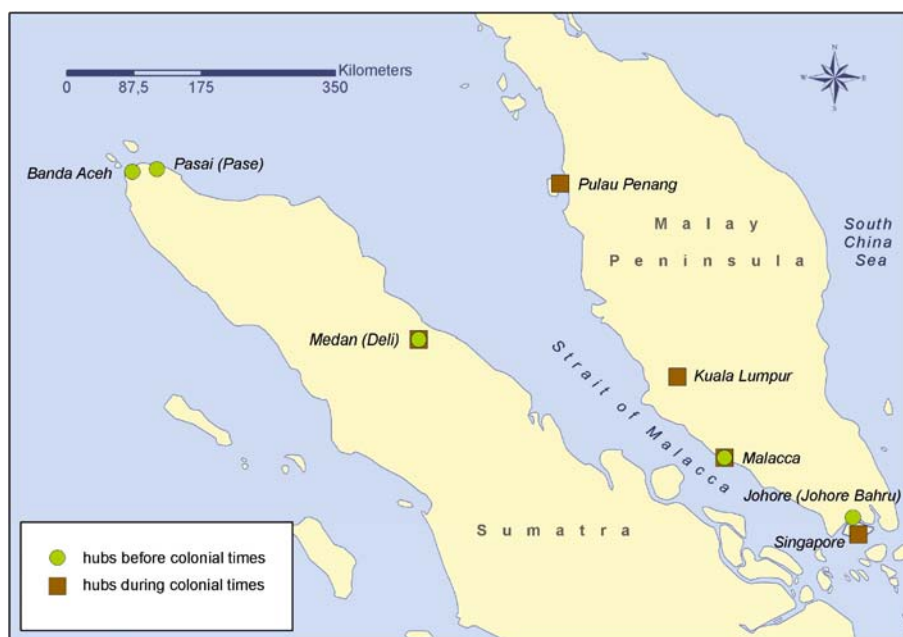 Kilometers
0 87,5 175 350
N
W E
S
Banda Aceh
Pasai (Pase)
Pulau Penang
Malay
Peninsula
South
China
Sea
Medan (Deli)
Kuala Lumpur
Strait of Malacca
Malacca
Johore (Johore Bahru)
Singapore
Sumatra
hubs before colonial times
hubs during colonial times